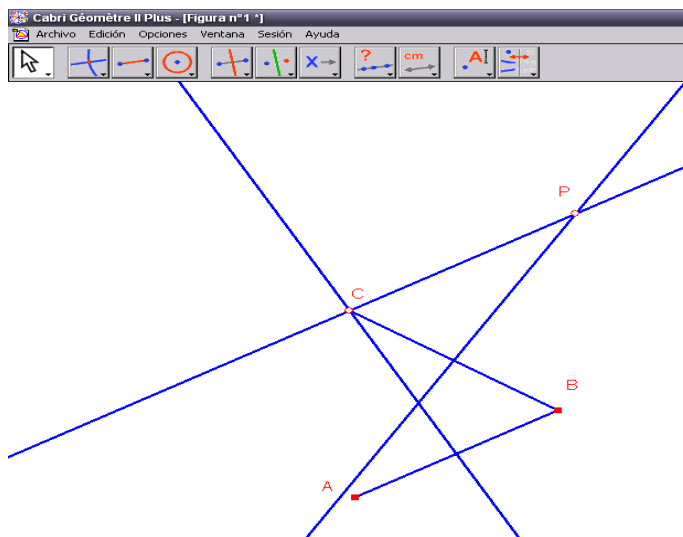 Cabri Géomètre II Plus - [Figura nº1 *]
Archivo Edición Opciones Ventana Sesión Ayuda
X ? cm A
P
C
B
A